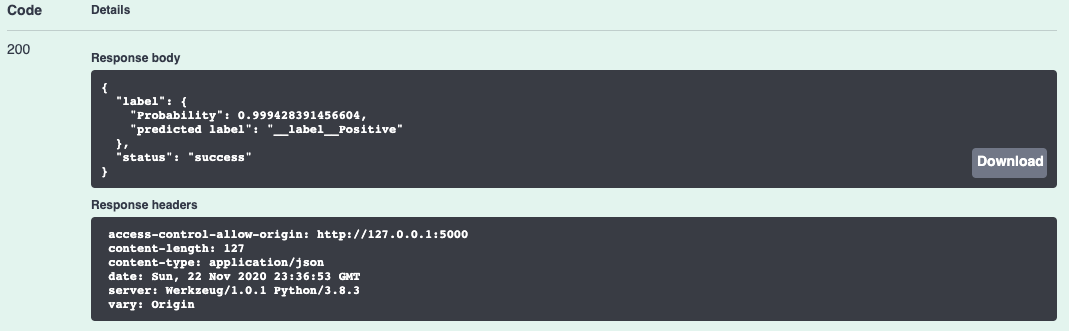 Code Details
200
Response body
{
  "label": {
    "Probability": 0.999428391456604,
    "predicted label": "__label__Positive"
  },
  "status": "success"
}
Download
Response headers
access-control-allow-origin: http://127.0.0.1:5000
content-length: 127
content-type: application/json
date: Sun, 22 Nov 2020 23:36:53 GMT
server: Werkzeug/1.0.1 Python/3.8.3
vary: Origin